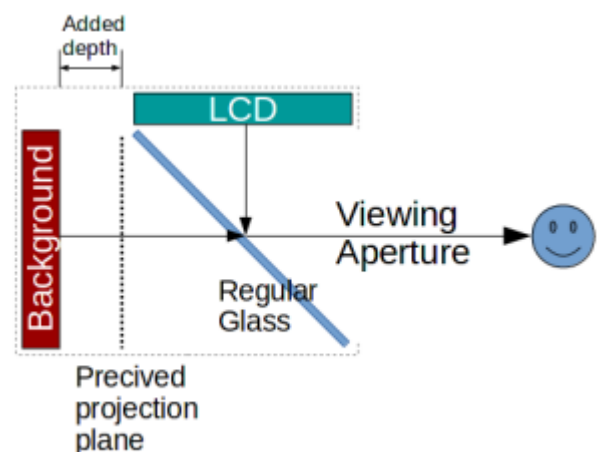 Added
depth
LCD
Background
Viewing
Aperture
Regular
Glass
Precived
projection
plane